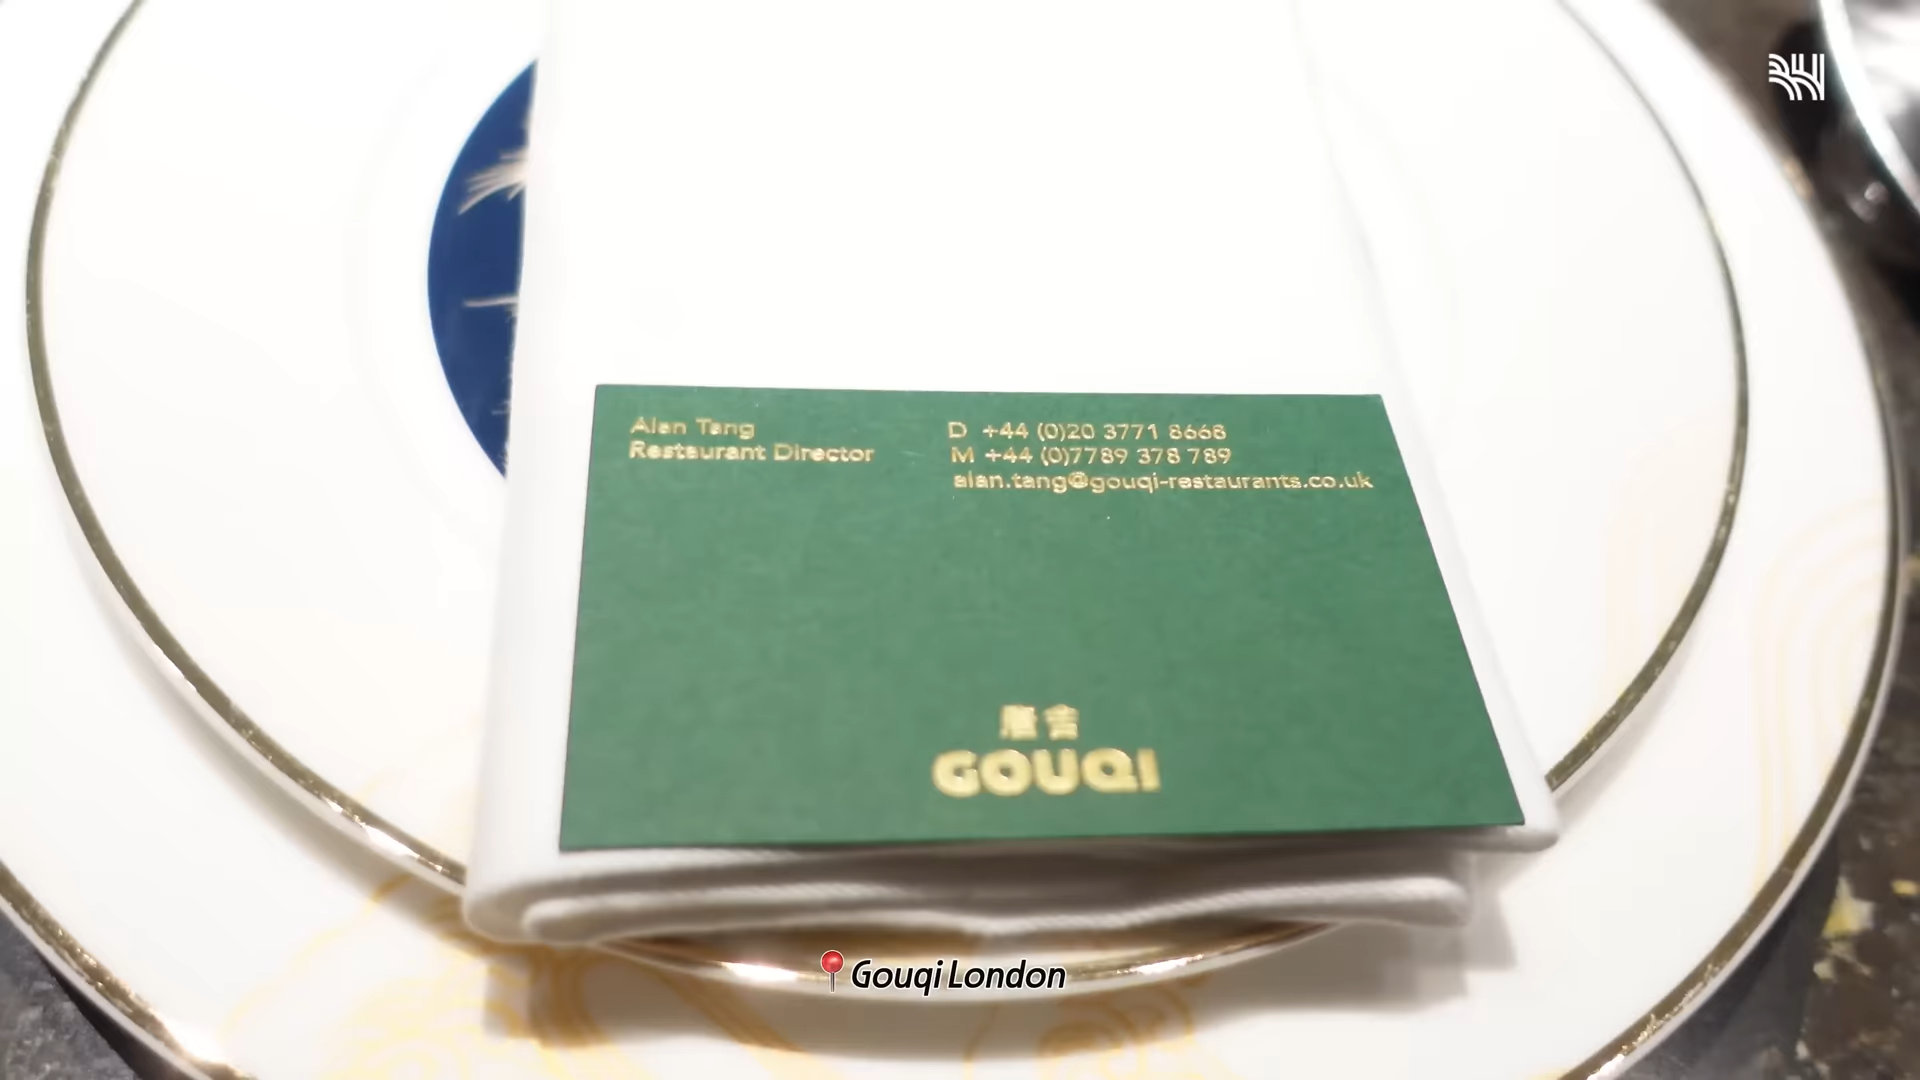 Alan Tang
Restaurant Director
D +44 (0)20 3771 8668
M +44 (0)7789 378 789
alan.tang@gouqi-restaurants.co.uk
GOUQI
Gouqi London